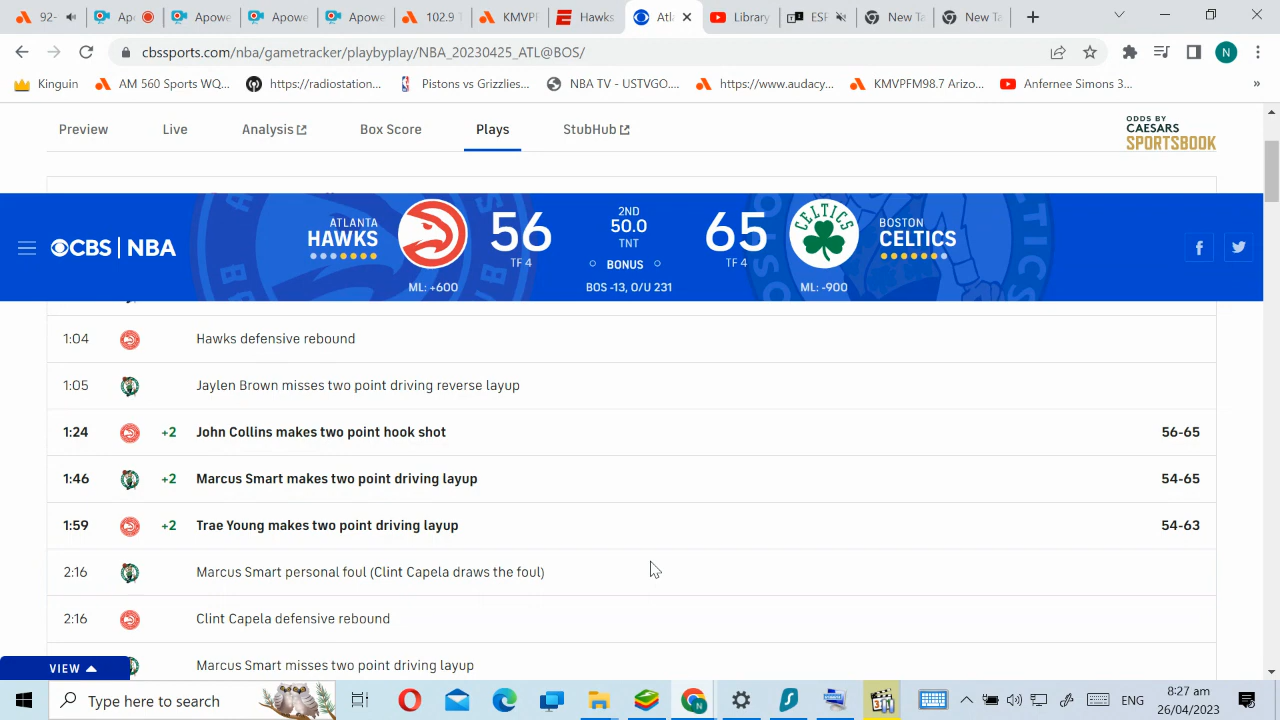 92-
Ap
Apowe
Apowe
Apowe
102.9 T
KMVP
Hawks
Atla
Library
ESP
New Ta
New Ta
cbssports.com/nba/gametracker/playbyplay/NBA_20230425_ATL@BOS/
N
Kinguin
AM 560 Sports WQ...
https://radiostation...
Pistons vs Grizzlies...
NBA TV - USTVGO....
https://www.audacy...
KMVPFM98.7 Arizo...
Anfernee Simons 3...
»
Preview Live Analysis Box Score Plays StubHub
ODDS BY
CAESARS
SPORTSBOOK
CBS | NBA
ATLANTA
HAWKS
56
TF 4
ML: +600
2ND
50.0
TNT
BONUS
BOS -13, O/U 231
65
TF 4
CELTICS
BOSTON
CELTICS
ML: -900
1:04 Hawks defensive rebound
1:05 Jaylen Brown misses two point driving reverse layup
1:24 +2 John Collins makes two point hook shot 56-65
1:46 +2 Marcus Smart makes two point driving layup 54-65
1:59 +2 Trae Young makes two point driving layup 54-63
2:16 Marcus Smart personal foul (Clint Capela draws the foul)
2:16 Clint Capela defensive rebound
Marcus Smart misses two point driving layup
VIEW
Type here to search
ENG
8:27 am
26/04/2023